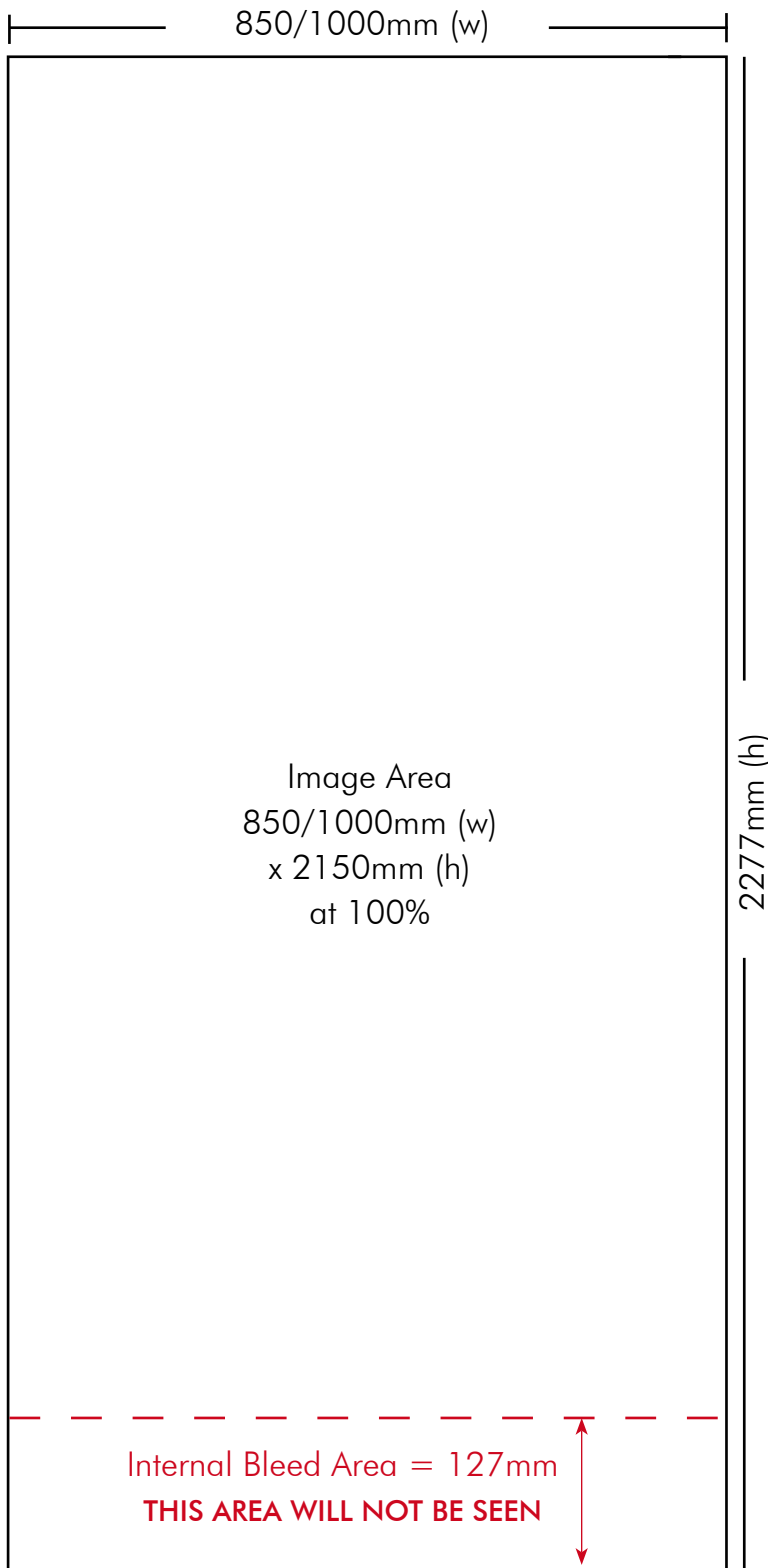 850/1000mm (w)
2277mm (h)
Image Area
850/1000mm (w)
x 2150mm (h)
at 100%
Internal Bleed Area = 127mm
THIS AREA WILL NOT BE SEEN